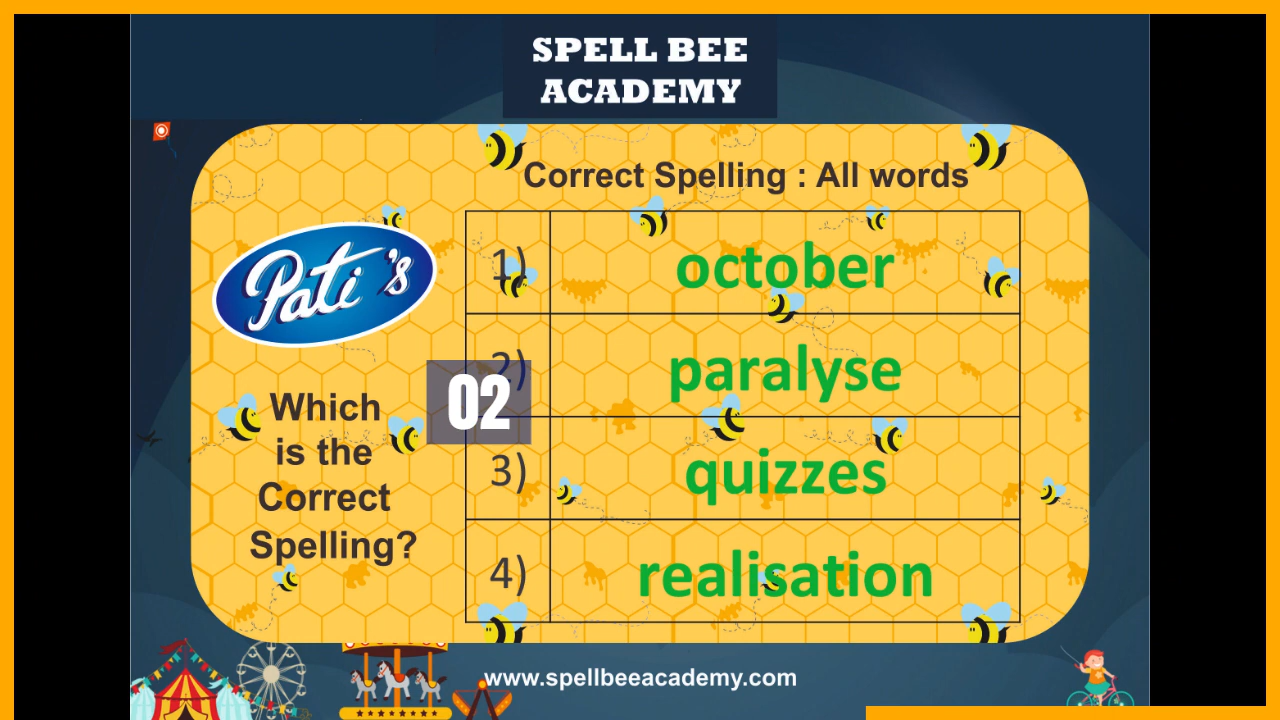 SPELL BEE
ACADEMY
Correct Spelling : All words
Pati's
Which
is the
Correct
Spelling?
02
1) october
2) paralyse
3) quizzes
4) realisation
www.spellbeeacademy.com